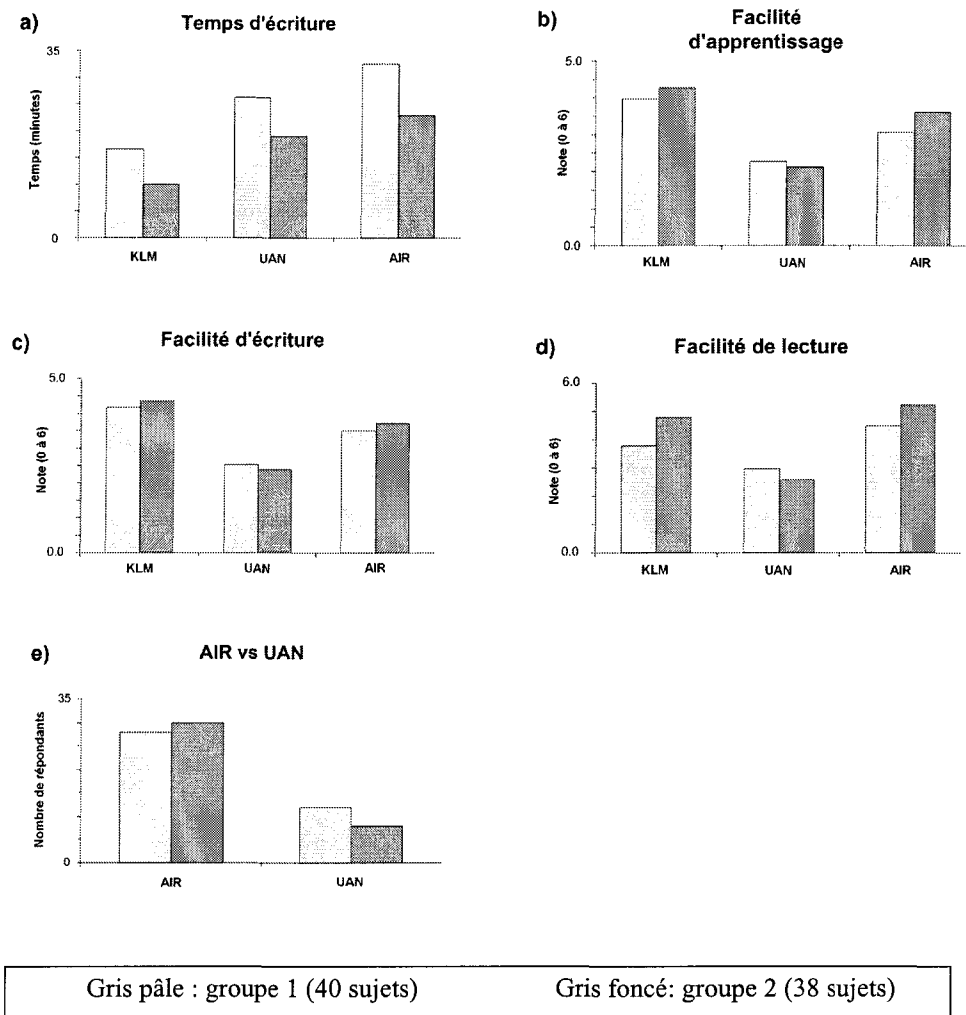 a)
Temps d'écriture
35
Temps (minutes)
0
KLM
UAN
AIR
b)
Facilité
d'apprentissage
5.0
Note (0 à 6)
0.0
KLM
UAN
AIR
c)
Facilité d'écriture
5.0
Note (0 à 6)
0.0
KLM
UAN
AIR
d)
Facilité de lecture
6.0
Note (0 à 6)
0.0
KLM
UAN
AIR
e)
AIR vs UAN
35
Nombre de répondants
0
AIR
UAN
Gris pâle : groupe 1 (40 sujets) Gris foncé: groupe 2 (38 sujets)